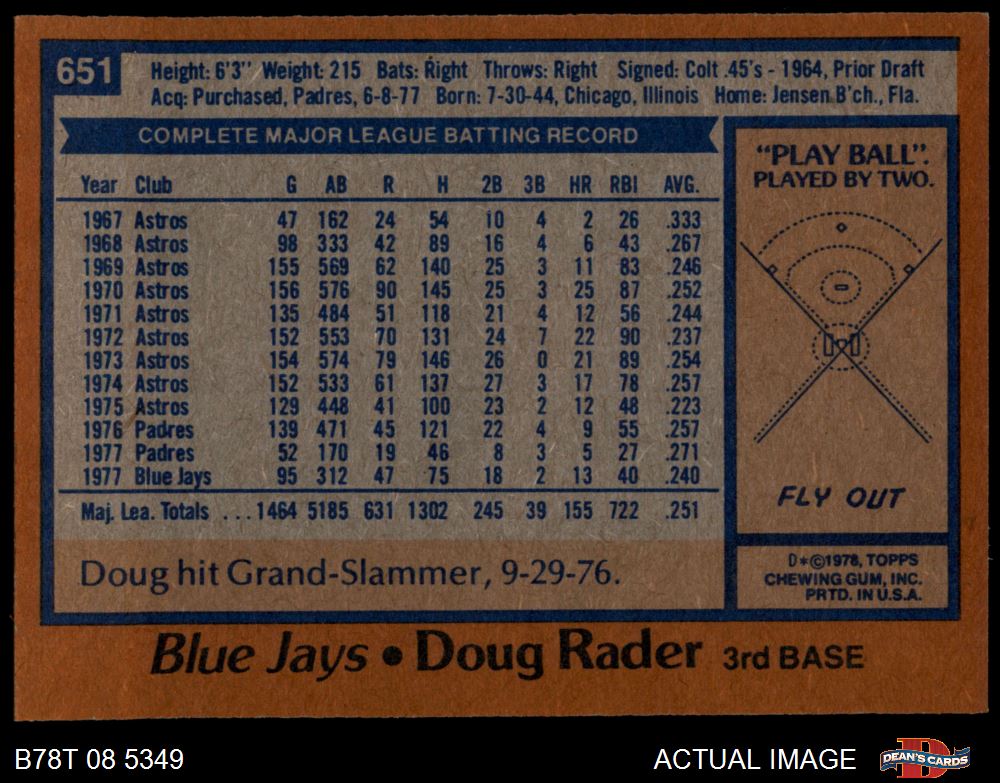 651
Height: 6'3" Weight: 215 Bats: Right Throws: Right Signed: Colt .45's - 1964, Prior Draft
Acq: Purchased, Padres, 6-8-77 Born: 7-30-44, Chicago, Illinois Home: Jensen B'ch., Fla.
COMPLETE MAJOR LEAGUE BATTING RECORD
Year Club G AB R H 2B 3B HR RBI AVG.
1967 Astros 47 162 24 54 10 4 2 26 .333
1968 Astros 98 333 42 89 16 4 6 43 .267
1969 Astros 155 569 62 140 25 3 11 83 .246
1970 Astros 156 576 90 145 25 3 25 87 .252
1971 Astros 135 484 51 118 21 4 12 56 .244
1972 Astros 152 553 70 131 24 7 22 90 .237
1973 Astros 154 574 79 146 26 0 21 89 .254
1974 Astros 152 533 61 137 27 3 17 78 .257
1975 Astros 129 448 41 100 23 2 12 48 .223
1976 Padres 139 471 45 121 22 4 9 55 .257
1977 Padres 52 170 19 46 8 3 5 27 .271
1977 Blue Jays 95 312 47 75 18 2 13 40 .240
Maj. Lea. Totals ...1464 5185 631 1302 245 39 155 722 .251
Doug hit Grand-Slammer, 9-29-76.
"PLAY BALL".
PLAYED BY TWO.
FLY OUT
D*©1978, TOPPS
CHEWING GUM, INC.
PRTD. IN U.S.A.
Blue Jays • Doug Rader 3rd BASE
B78T 08 5349
ACTUAL IMAGE
D
DEAN'S CARDS